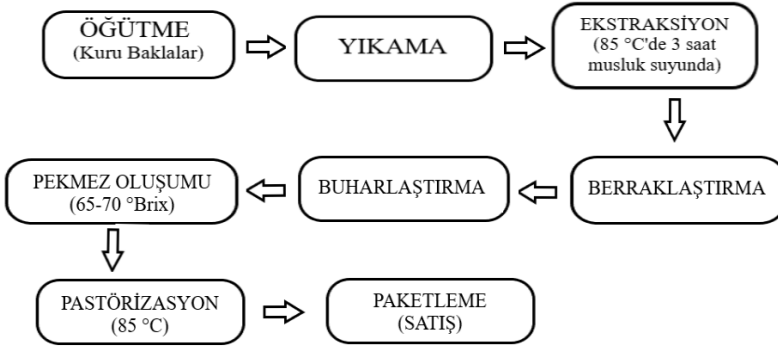 ÖĞÜTME
(Kuru Baklalar)
YIKAMA
EKSTRAKSİYON
(85 °C'de 3 saat
musluk suyunda)
BERRAKLAŞTIRMA
BUHARLAŞTIRMA
PEKMEZ OLUŞUMU
(65-70 °Brix)
PASTÖRİZASYON
(85 °C)
PAKETLEME
(SATIŞ)